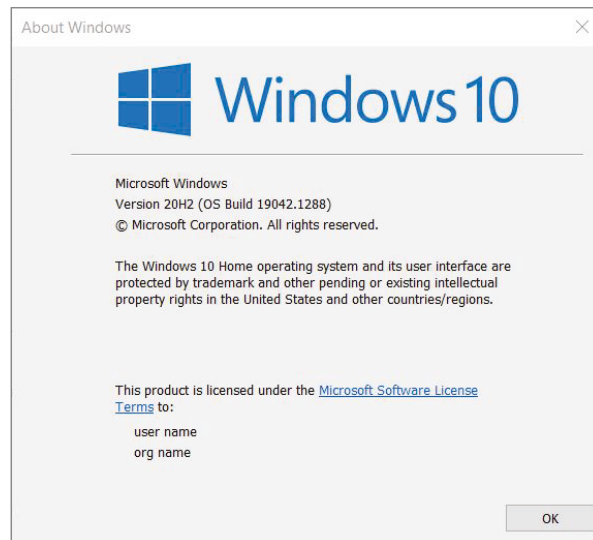 About Windows
Windows 10
Microsoft Windows
Version 20H2 (OS Build 19042.1288)
© Microsoft Corporation. All rights reserved.
The Windows 10 Home operating system and its user interface are
protected by trademark and other pending or existing intellectual
property rights in the United States and other countries/regions.
This product is licensed under the Microsoft Software License
Terms to:
user name
org name
OK